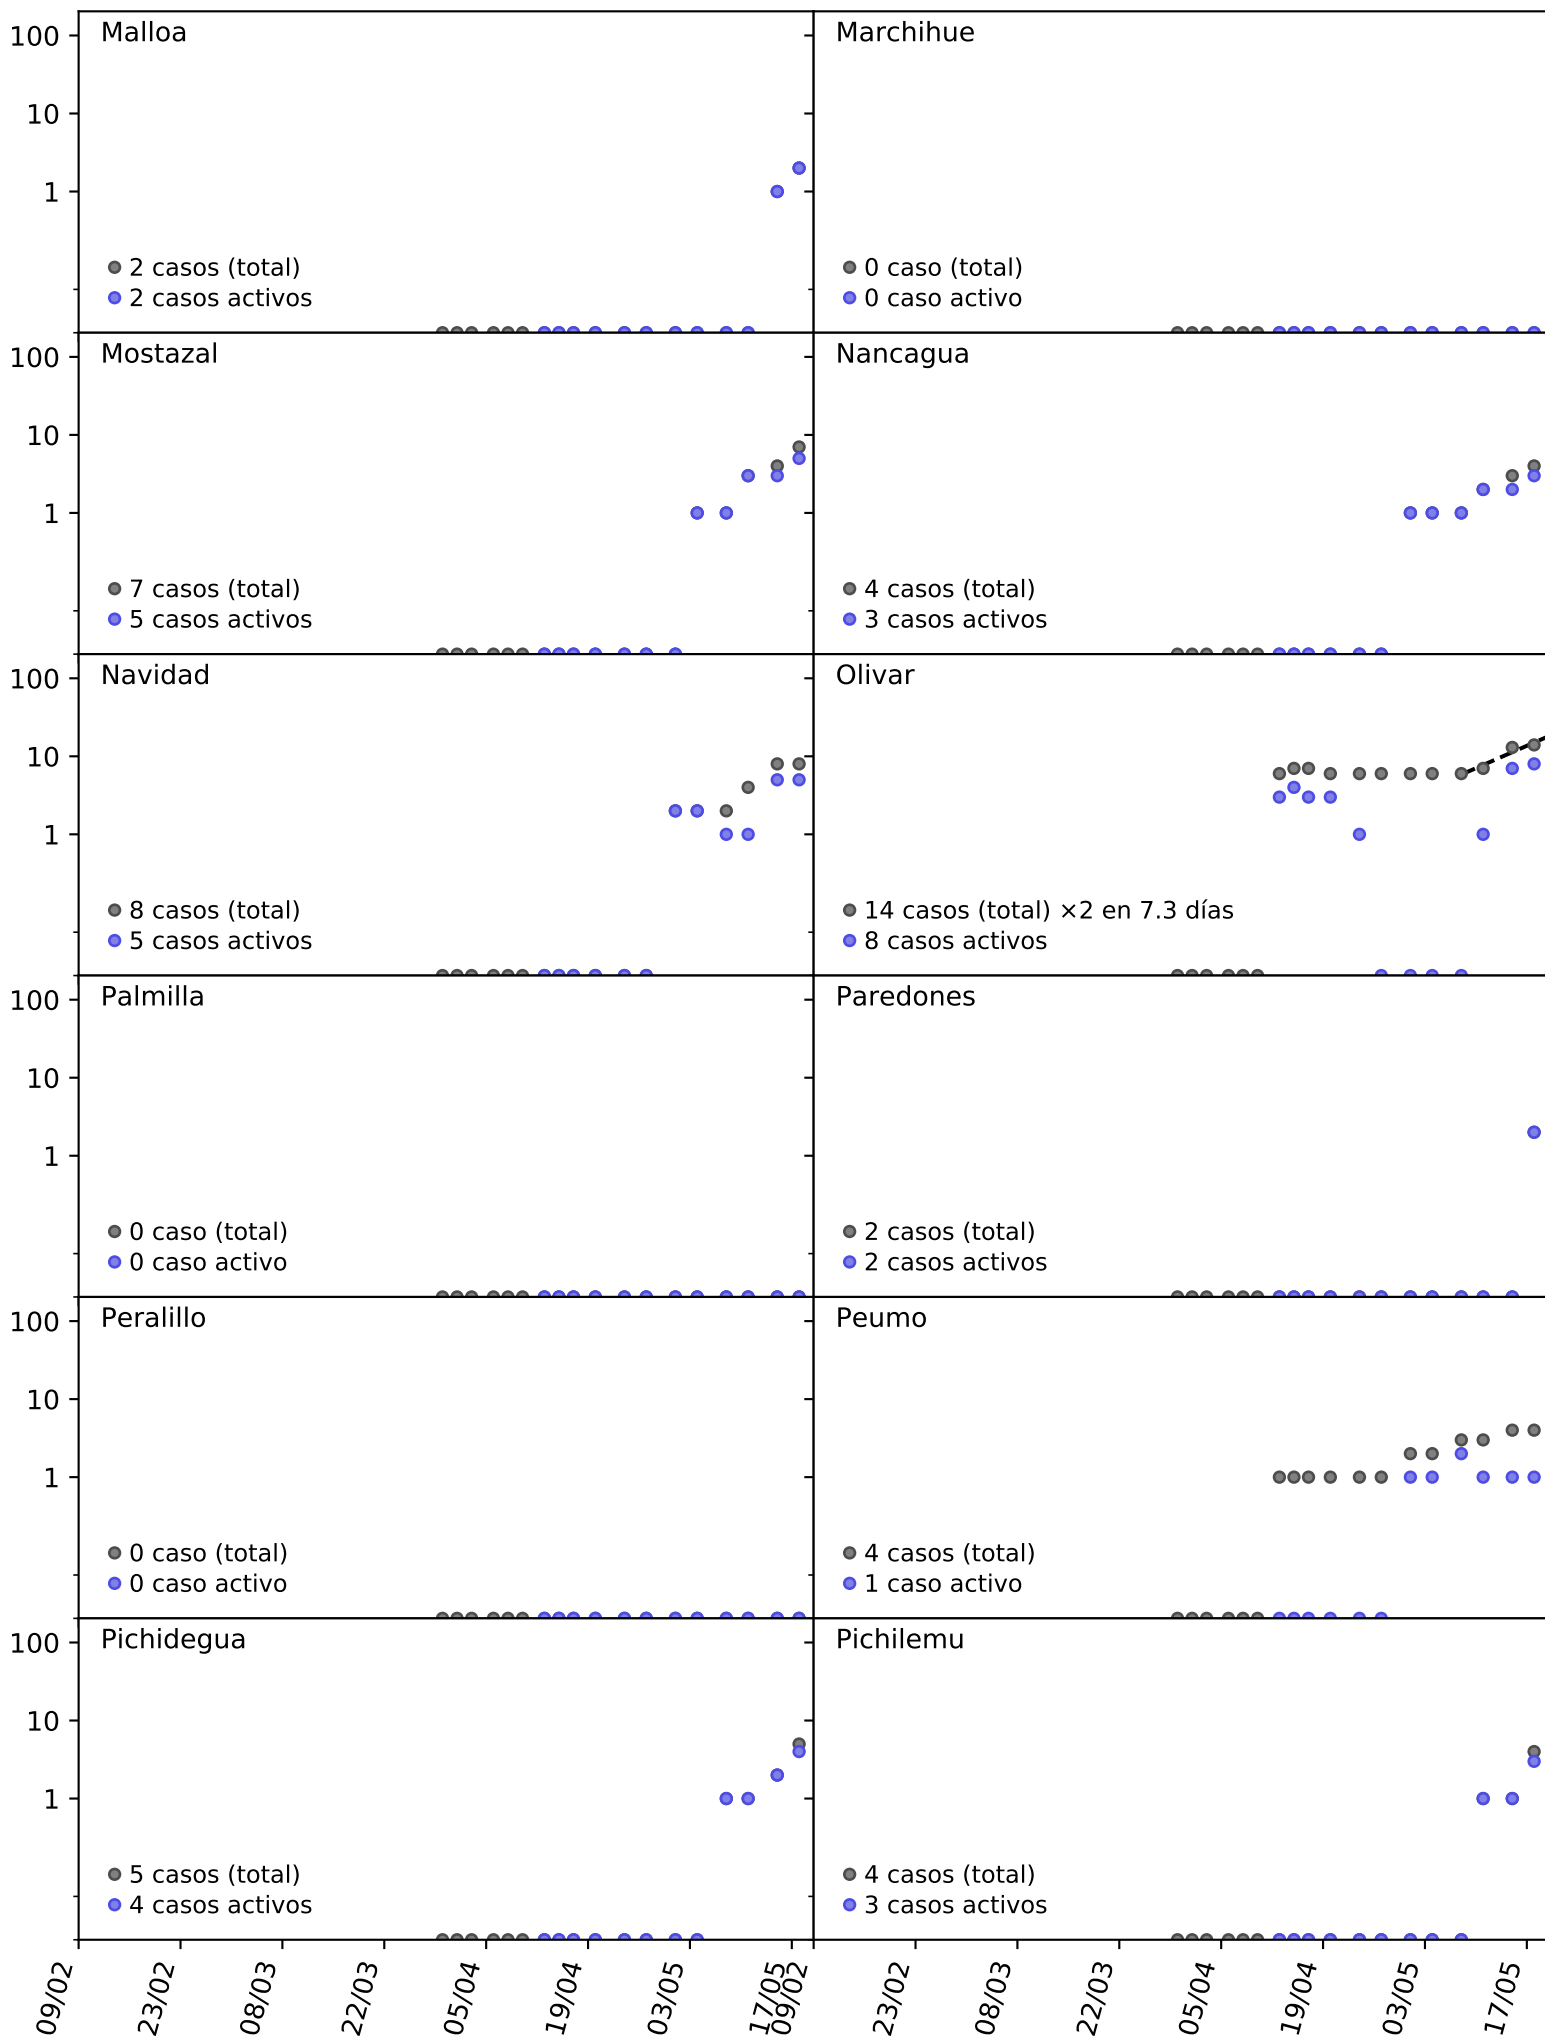 Malloa
Marchihue
100
10
1
2 casos (total)
2 casos activos
0 caso (total)
0 caso activo
Mostazal
Nancagua
100
10
1
7 casos (total)
5 casos activos
4 casos (total)
3 casos activos
Navidad
Olivar
100
10
1
8 casos (total)
5 casos activos
14 casos (total) ×2 en 7.3 días
8 casos activos
Palmilla
Paredones
100
10
1
0 caso (total)
0 caso activo
2 casos (total)
2 casos activos
Peralillo
Peumo
100
10
1
0 caso (total)
0 caso activo
4 casos (total)
1 caso activo
Pichidegua
Pichilemu
100
10
1
5 casos (total)
4 casos activos
4 casos (total)
3 casos activos
09/02
23/02
08/03
22/03
05/04
19/04
03/05
17/05
09/02
23/02
08/03
22/03
05/04
19/04
03/05
17/05